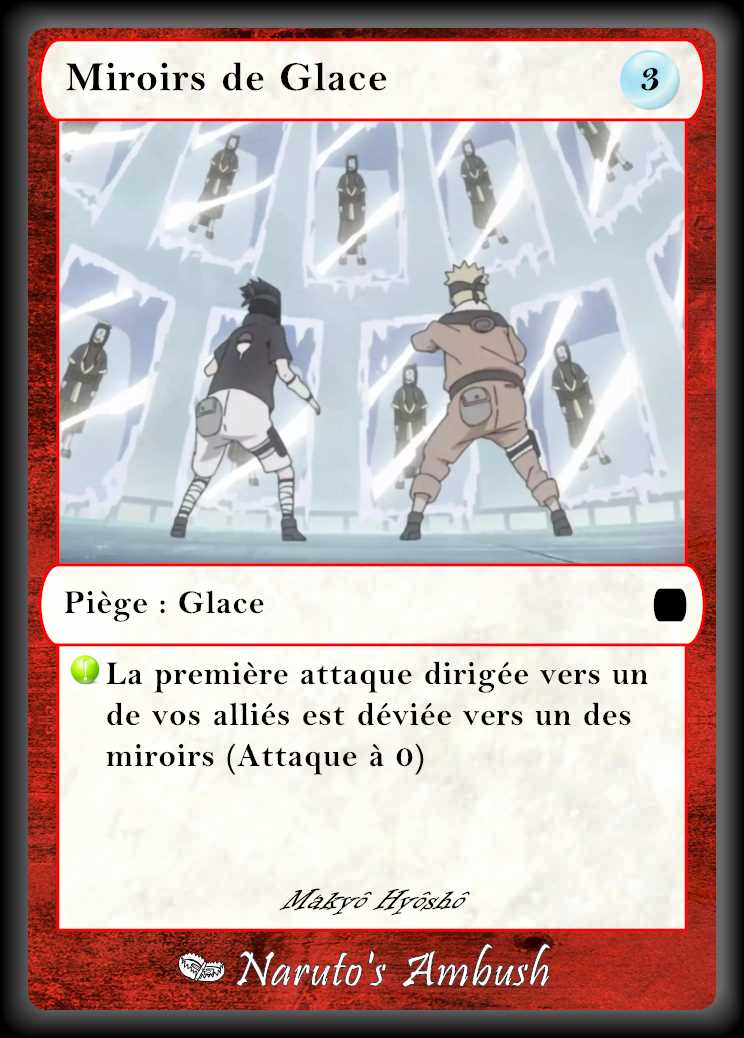 Miroirs de Glace 3
Piège : Glace
La première attaque dirigée vers un
de vos alliés est déviée vers un des
miroirs (Attaque à 0)
Makyô Hyôshô
Naruto's Ambush